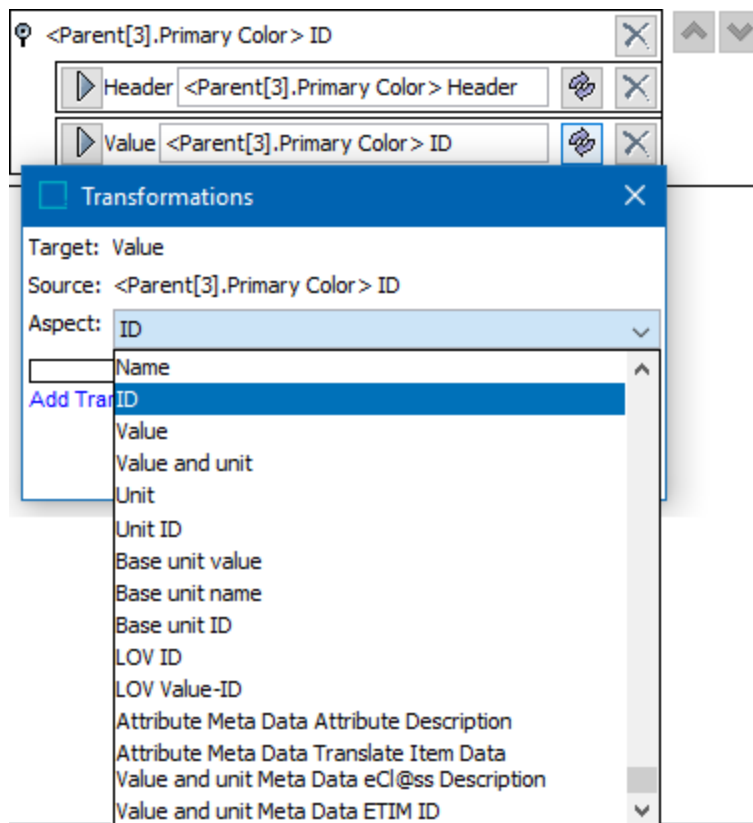 <Parent[3].Primary Color> ID
Header <Parent[3].Primary Color> Header
Value <Parent[3].Primary Color> ID
Transformations
Target: Value
Source: <Parent[3].Primary Color> ID
Aspect: ID
Name
Add Tra
ID
Value
Value and unit
Unit
Unit ID
Base unit value
Base unit name
Base unit ID
LOV ID
LOV Value-ID
Attribute Meta Data Attribute Description
Attribute Meta Data Translate Item Data
Value and unit Meta Data eCl@ss Description
Value and unit Meta Data ETIM ID